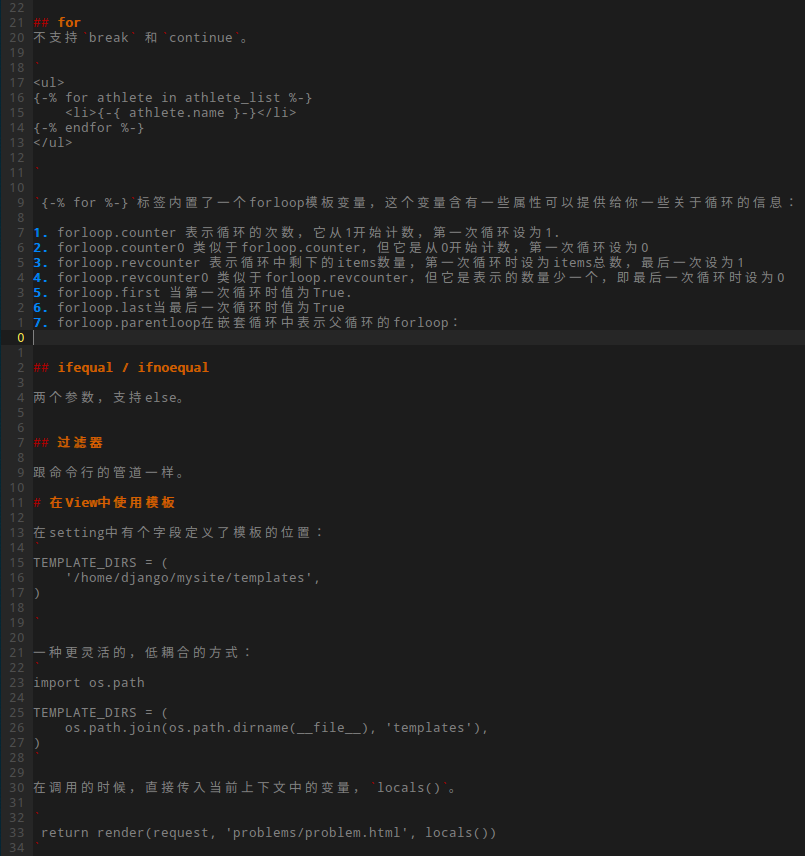 22
21 ## for
20 不支持`break` 和`continue`。
19
18 `
17 <ul>
16 {-% for athlete in athlete_list %-}
15     <li>{-{ athlete.name }-}</li>
14 {-% endfor %-}
13 </ul>
12
11 `
10
9 `{-% for %-}`标签内置了一个forloop模板变量，这个变量含有一些属性可以提供给你一些关于循环的信息：
8
7 1. forloop.counter 表示循环的次数，它从1开始计数，第一次循环设为1.
6 2. forloop.counter0 类似于forloop.counter，但它是从0开始计数，第一次循环设为0
5 3. forloop.revcounter 表示循环中剩下的items数量，第一次循环时设为items总数，最后一次设为1
4 4. forloop.revcounter0 类似于forloop.revcounter，但它是表示的数量少一个，即最后一次循环时设为0
3 5. forloop.first 当第一次循环时值为True.
2 6. forloop.last当最后一次循环时值为True
1 7. forloop.parentloop在嵌套循环中表示父循环的forloop：
0
1
2 ## ifequal / ifnoequal
3
4 两个参数，支持else。
5
6
7 ## 过滤器
8
9 跟命令行的管道一样。
10
11 # 在View中使用模板
12
13 在setting中有个字段定义了模板的位置：
14 `
15 TEMPLATE_DIRS = (
16     '/home/django/mysite/templates',
17 )
18
19 `
20
21 一种更灵活的，低耦合的方式：
22 `
23 import os.path
24
25 TEMPLATE_DIRS = (
26     os.path.join(os.path.dirname(__file__), 'templates'),
27 )
28 `
29
30 在调用的时候，直接传入当前上下文中的变量，`locals()`。
31
32 `
33  return render(request, 'problems/problem.html', locals())
34 `